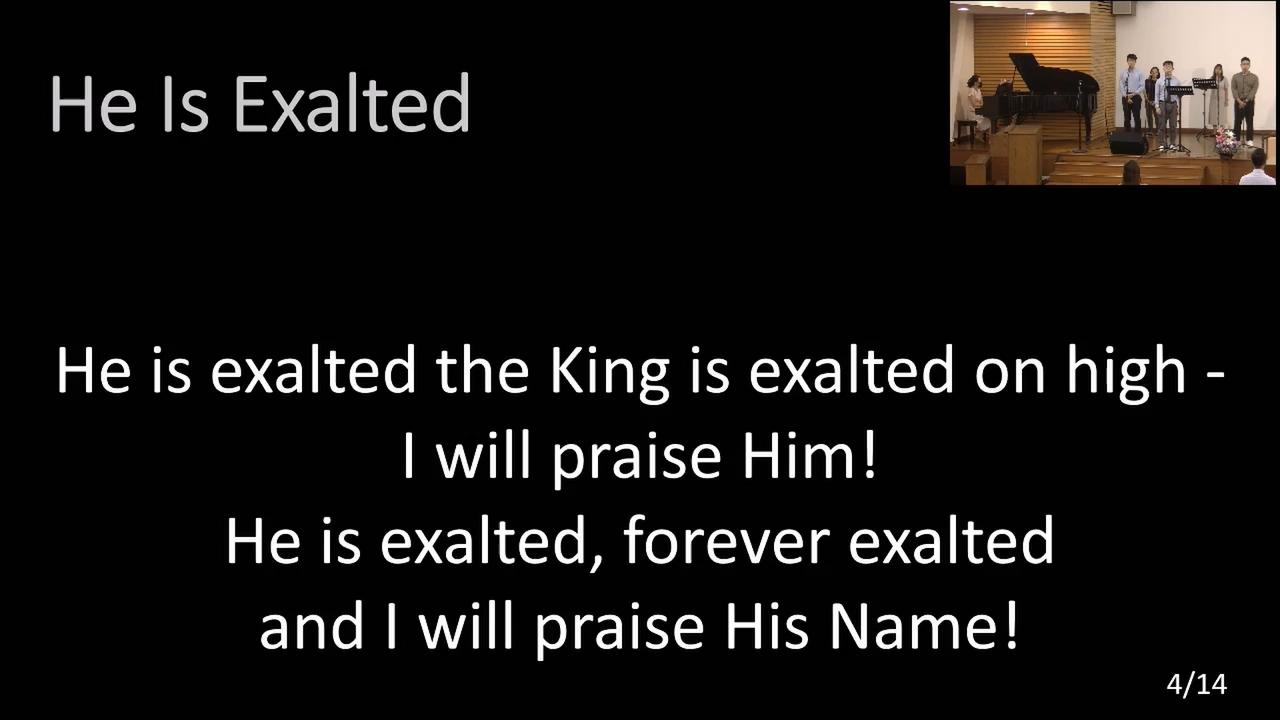 He Is Exalted
He is exalted the King is exalted on high -
I will praise Him!
He is exalted, forever exalted
and I will praise His Name!
4/14